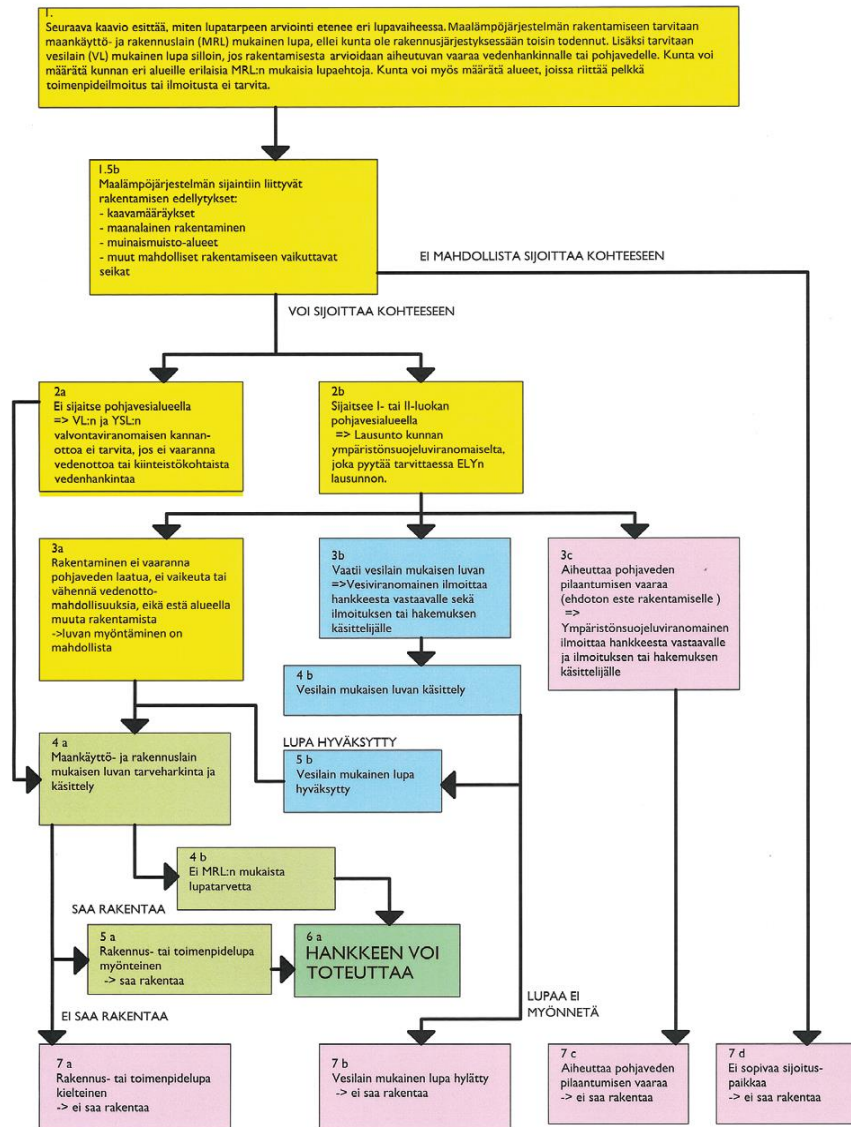 1.
Seuraava kaavio esittää, miten lupatarpeen arviointi etenee eri lupavaiheessa. Maalämpöjärjestelmän rakentamiseen tarvitaan
maankäyttö- ja rakennuslain (MRL) mukainen lupa, ellei kunta ole rakennusjärjestyksessään toisin todennut. Lisäksi tarvitaan
vesilain (VL) mukainen lupa silloin, jos rakentamisesta arvioidaan aiheutuvan vaaraa vedenhankinnalle tai pohjavedelle. Kunta voi
määrätä kunnan eri alueille erilaisia MRL:n mukaisia lupaehtoja. Kunta voi myös määrätä alueet, joissa riittää pelkkä
toimenpideilmoitus tai ilmoitusta ei tarvita.
1.5b
Maalämpöjärjestelmän sijaintiin liittyvät
rakentamisen edellytykset:
- kaavamääräykset
- maanalainen rakentaminen
- muinaismuisto-alueet
- muut mahdolliset rakentamiseen vaikuttavat
seikat
EI MAHDOLLISTA SIJOITTAA KOHTEESEEN
VOI SIJOITTAA KOHTEESEEN
2a
Ei sijaitse pohjavesialueella
=> VL:n ja YSL:n
valvontaviranomaisen kannan-
ottoa ei tarvita, jos ei vaaranna
vedenottoa tai kiinteistökohtaista
vedenhankintaa
2b
Sijaitsee I- tai II-luokan
pohjavesialueella
=> Lausunto kunnan
ympäristönsuojeluviranomaiselta,
joka pyytää tarvittaessa ELYn
lausunnon.
3a
Rakentaminen ei vaaranna
pohjaveden laatua, ei vaikeuta tai
vähennä vedenotto-
mahdollisuuksia, eikä estä alueella
muuta rakentamista
->luvan myöntäminen on
mahdollista
3b
Vaatii vesilain mukaisen luvan
=>Vesiviranomainen ilmoittaa
hankkeesta vastaavalle sekä
ilmoituksen tai hakemuksen
käsittelijälle
3c
Aiheuttaa pohjaveden
pilaantumisen vaaraa
(ehdoton este rakentamiselle )
=>
Ympäristönsuojeluviranomainen
ilmoittaa hankkeesta vastaavalle
ja ilmoituksen tai hakemuksen
käsittelijälle
4 b
Vesilain mukaisen luvan käsittely
4 a
Maankäyttö- ja rakennuslain
mukaisen luvan tarveharkinta ja
käsittely
LUPA HYVÄKSYTTY
5 b
Vesilain mukainen lupa
hyväksytty
4 b
Ei MRL:n mukaista
lupatarvetta
SAA RAKENTAA
5 a
Rakennus- tai toimenpidelupa
myönteinen
-> saa rakentaa
6 a
HANKKEEN VOI
TOTEUTTAA
EI SAA RAKENTAA
LUPAA EI
MYÖNNETÄ
7 a
Rakennus- tai toimenpidelupa
kielteinen
-> ei saa rakentaa
7 b
Vesilain mukainen lupa hylätty
-> ei saa rakentaa
7 c
Aiheuttaa pohjaveden
pilaantumisen vaaraa
-> ei saa rakentaa
7 d
Ei sopivaa sijoitus-
paikkaa
-> ei saa rakentaa